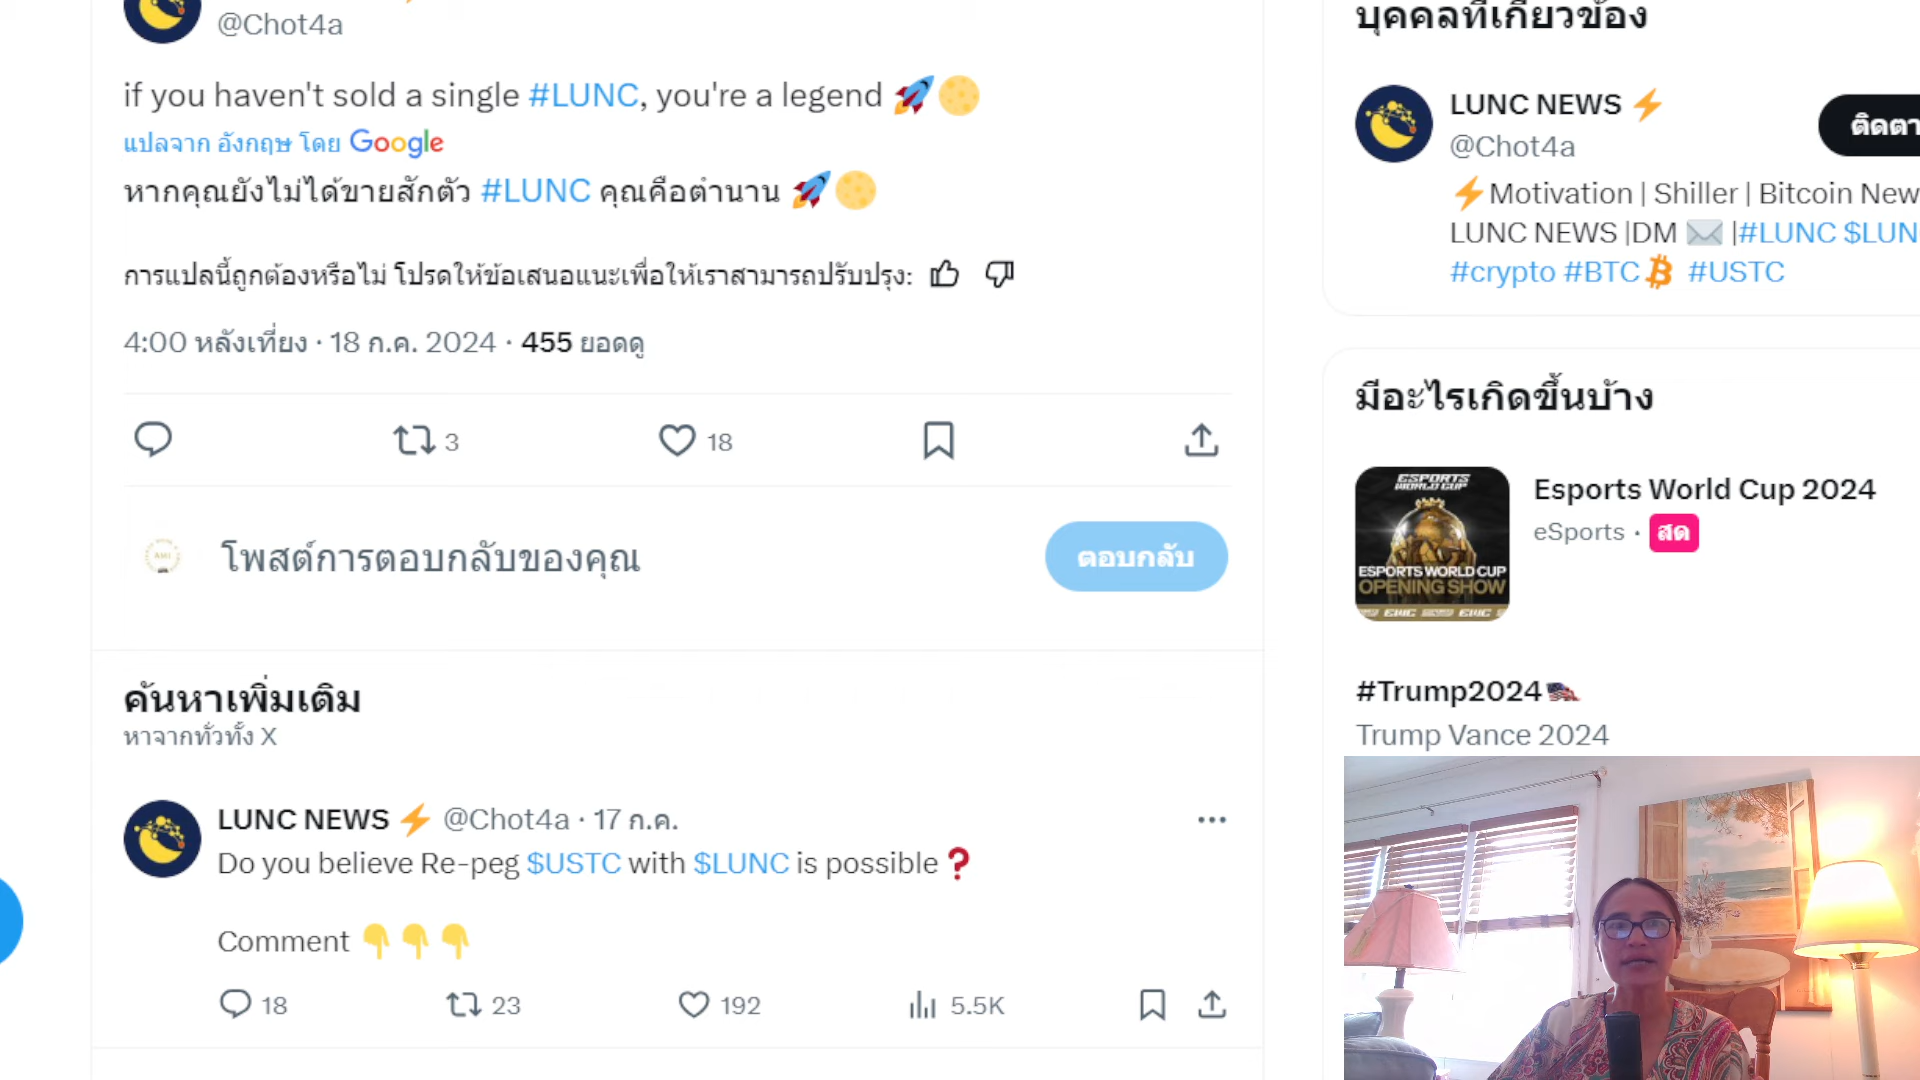 @Chot4a
if you haven't sold a single #LUNC, you're a legend 🚀🌕
แปลจาก อังกฤษ โดย Google
หากคุณยังไม่ได้ขายสักตัว #LUNC คุณคือตำนาน 🚀🌕
การแปลนี้ถูกต้องหรือไม่ โปรดให้ข้อเสนอแนะเพื่อให้เราสามารถปรับปรุง:
4:00 หลังเที่ยง · 18 ก.ค. 2024 · 455 ยอดดู
3 18
โพสต์การตอบกลับของคุณ
ตอบกลับ
ค้นหาเพิ่มเติม
หาจากทั่วทั้ง X
LUNC NEWS ⚡ @Chot4a · 17 ก.ค.
Do you believe Re-peg $USTC with $LUNC is possible❓
Comment 👇👇👇
18 23 192 5.5K
บุคคลที่เกี่ยวข้อง
LUNC NEWS ⚡
@Chot4a
ติดตา
⚡Motivation | Shiller | Bitcoin New
LUNC NEWS |DM ✉️ |#LUNC $LUN
#crypto #BTC #USTC
มีอะไรเกิดขึ้นบ้าง
ESPORTS
WORLD CUP
ESPORTS WORLD CUP
OPENING SHOW
EWC EWC
Esports World Cup 2024
eSports · สด
#Trump2024
Trump Vance 2024